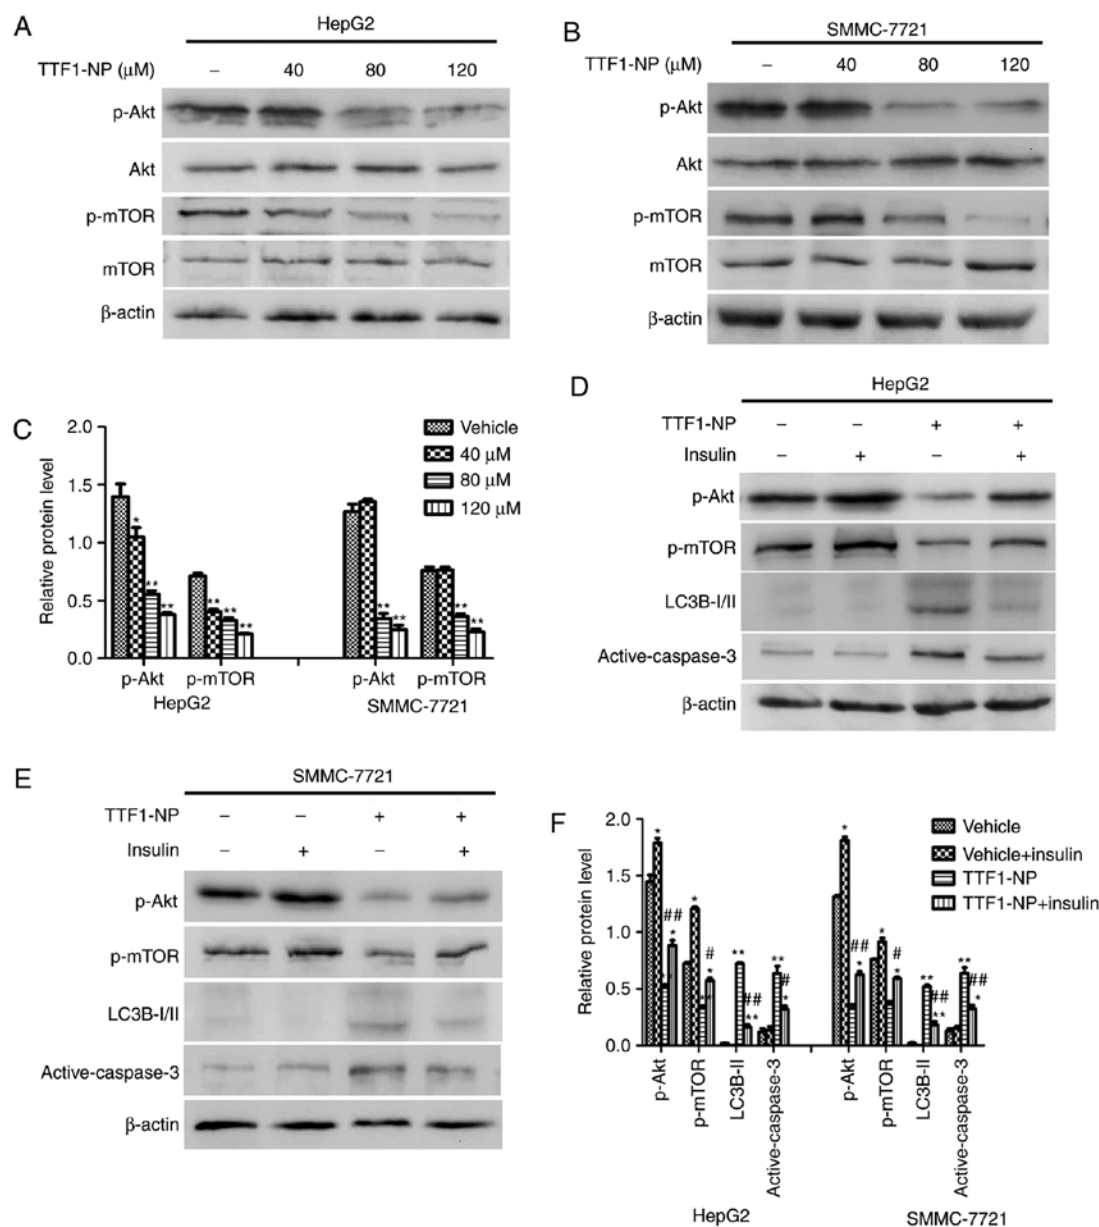 A
HepG2
TTF1-NP (μM) – 40 80 120
p-Akt
Akt
p-mTOR
mTOR
β-actin
B
SMMC-7721
TTF1-NP (μM) – 40 80 120
p-Akt
Akt
p-mTOR
mTOR
β-actin
C
Relative protein level
2.0
1.5
1.0
0.5
0.0
Vehicle
40 μM
80 μM
120 μM
* ** ** ** ** ** ** ** ** **
p-Akt p-mTOR p-Akt p-mTOR
HepG2 SMMC-7721
D
HepG2
TTF1-NP – – + +
Insulin – + – +
p-Akt
p-mTOR
LC3B-I/II
Active-caspase-3
β-actin
E
SMMC-7721
TTF1-NP – – + +
Insulin – + – +
p-Akt
p-mTOR
LC3B-I/II
Active-caspase-3
β-actin
F
Relative protein level
2.0
1.5
1.0
0.5
0.0
Vehicle
Vehicle+insulin
TTF1-NP
TTF1-NP+insulin
* ## * * ** # * ** ## ** ** # *
* ## * * # * ** ## ** ** ## *
p-Akt p-mTOR LC3B-II Active-caspase-3 p-Akt p-mTOR LC3B-II Active-caspase-3
HepG2 SMMC-7721